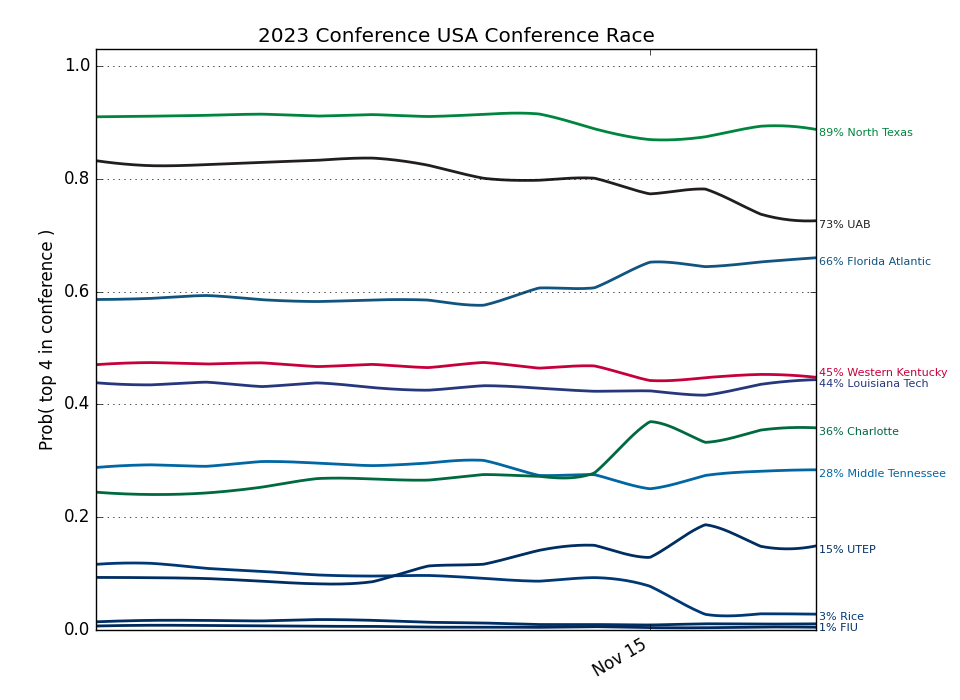 2023 Conference USA Conference Race
1.0
0.8
0.6
0.4
0.2
0.0
Prob( top 4 in conference )
Nov 15
89% North Texas
73% UAB
66% Florida Atlantic
45% Western Kentucky
44% Louisiana Tech
36% Charlotte
28% Middle Tennessee
15% UTEP
3% Rice
1% FIU